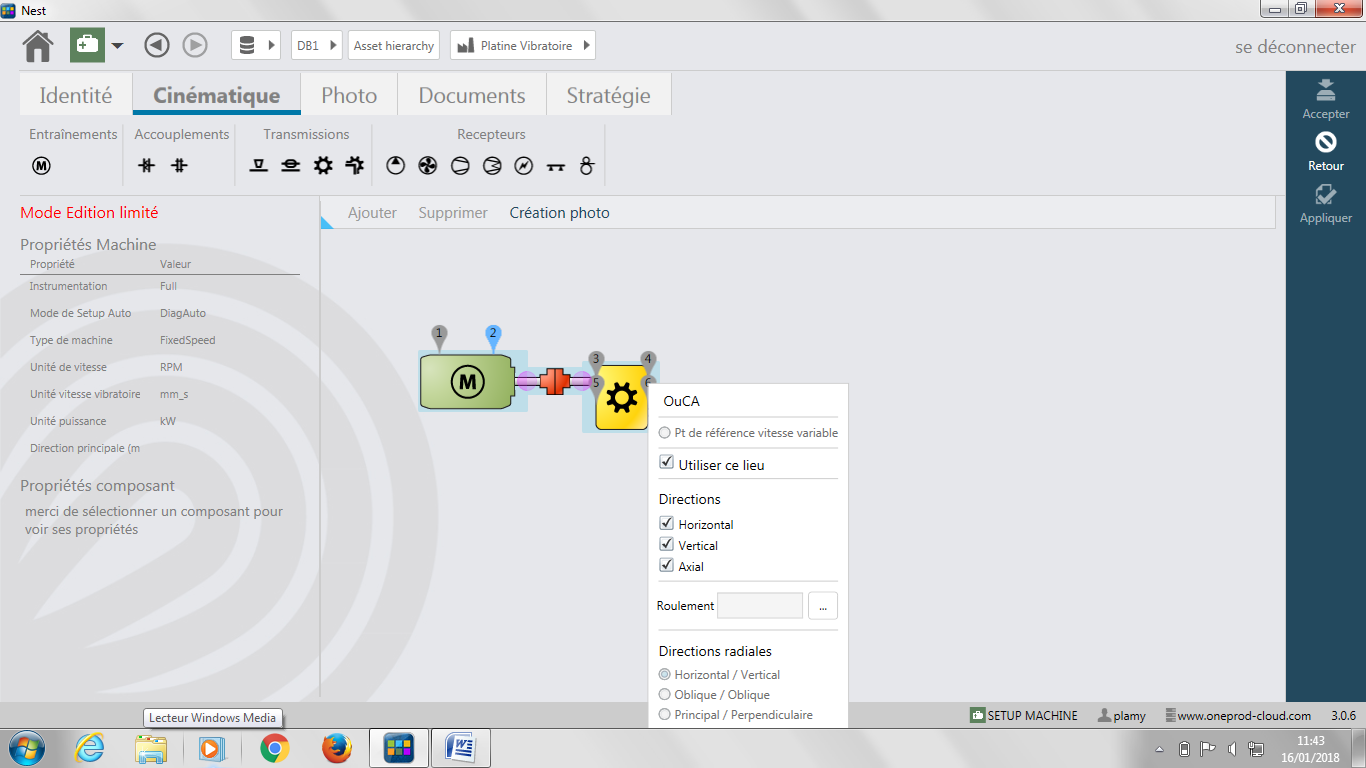 Nest
DB1
Asset hierarchy
Platine Vibratoire
se déconnecter
Identité
Cinématique
Photo
Documents
Stratégie
Entraînements
Accouplements
Transmissions
Recepteurs
M
Accepter
Retour
Appliquer
Mode Edition limité
Ajouter
Supprimer
Création photo
Propriétés Machine
Propriété
Valeur
Instrumentation
Full
Mode de Setup Auto
DiagAuto
Type de machine
FixedSpeed
Unité de vitesse
RPM
Unité vitesse vibratoire
mm_s
Unité puissance
kW
Direction principale (m
Propriétés composant
merci de sélectionner un composant pour
voir ses propriétés
1
2
3
4
5
6
M
OuCA
Pt de référence vitesse variable
Utiliser ce lieu
Directions
Horizontal
Vertical
Axial
Roulement
...
Directions radiales
Horizontal / Vertical
Oblique / Oblique
Principal / Perpendiculaire
Lecteur Windows Media
SETUP MACHINE
plamy
www.oneprod-cloud.com
3.0.6
11:43
16/01/2018